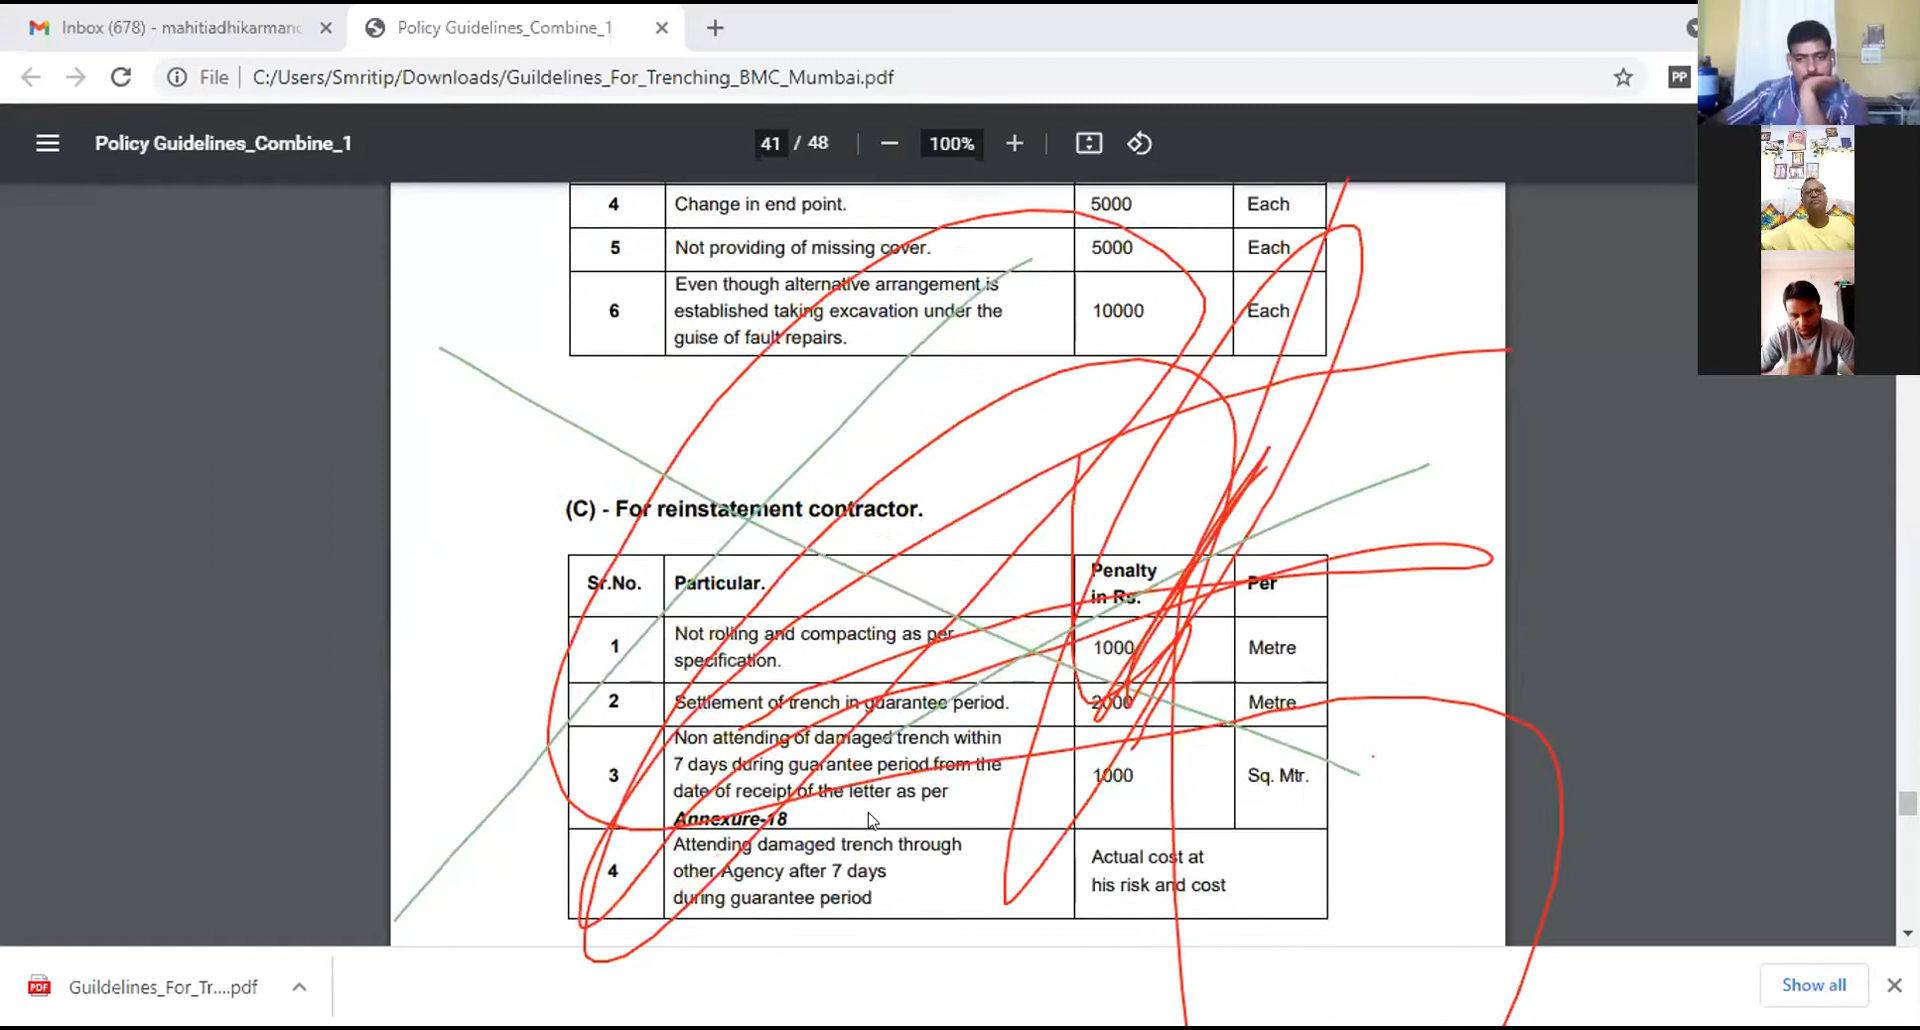 Inbox (678) - mahitiadhikarmanc
Policy Guidelines_Combine_1
File
C:/Users/Smritip/Downloads/Guildelines_For_Trenching_BMC_Mumbai.pdf
PP
Policy Guidelines_Combine_1
41 / 48
100%
4 Change in end point. 5000 Each
5 Not providing of missing cover. 5000 Each
6 Even though alternative arrangement is
established taking excavation under the
guise of fault repairs. 10000 Each
(C) - For reinstatement contractor.
Sr.No. Particular. Penalty
in Rs. Per
1 Not rolling and compacting as per
specification. 1000 Metre
2 Settlement of trench in guarantee period. 2000 Metre
3 Non attending of damaged trench within
7 days during guarantee period from the
date of receipt of the letter as per
Annexure-18 1000 Sq. Mtr.
4 Attending damaged trench through
other Agency after 7 days
during guarantee period
Actual cost at
his risk and cost
PDF
Guildelines_For_Tr....pdf
Show all